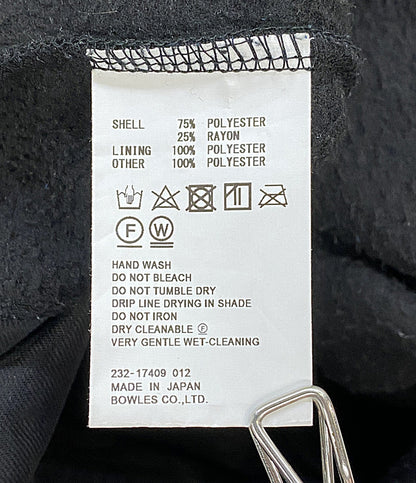 SHELL 75% POLYESTER
25% RAYON
LINING 100% POLYESTER
OTHER 100% POLYESTER
F W
HAND WASH
DO NOT BLEACH
DO NOT TUMBLE DRY
DRIP LINE DRYING IN SHADE
DO NOT IRON
DRY CLEANABLE Ⓕ
VERY GENTLE WET-CLEANING
232-17409 012
MADE IN JAPAN
BOWLES CO.,LTD.